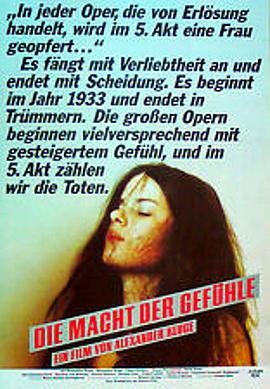 „In jeder Oper, die von Erlösung
handelt, wird im 5. Akt eine Frau
geopfert...“
Es fängt mit Verliebtheit an und
endet mit Scheidung. Es beginnt
im Jahr 1933 und endet in
Trümmern. Die großen Opern
beginnen vielversprechend mit
gesteigertem Gefühl, und im
5. Akt zählen
wir die Toten.
DIE MACHT DER GEFÜHLE
EIN FILM VON ALEXANDER KLUGE